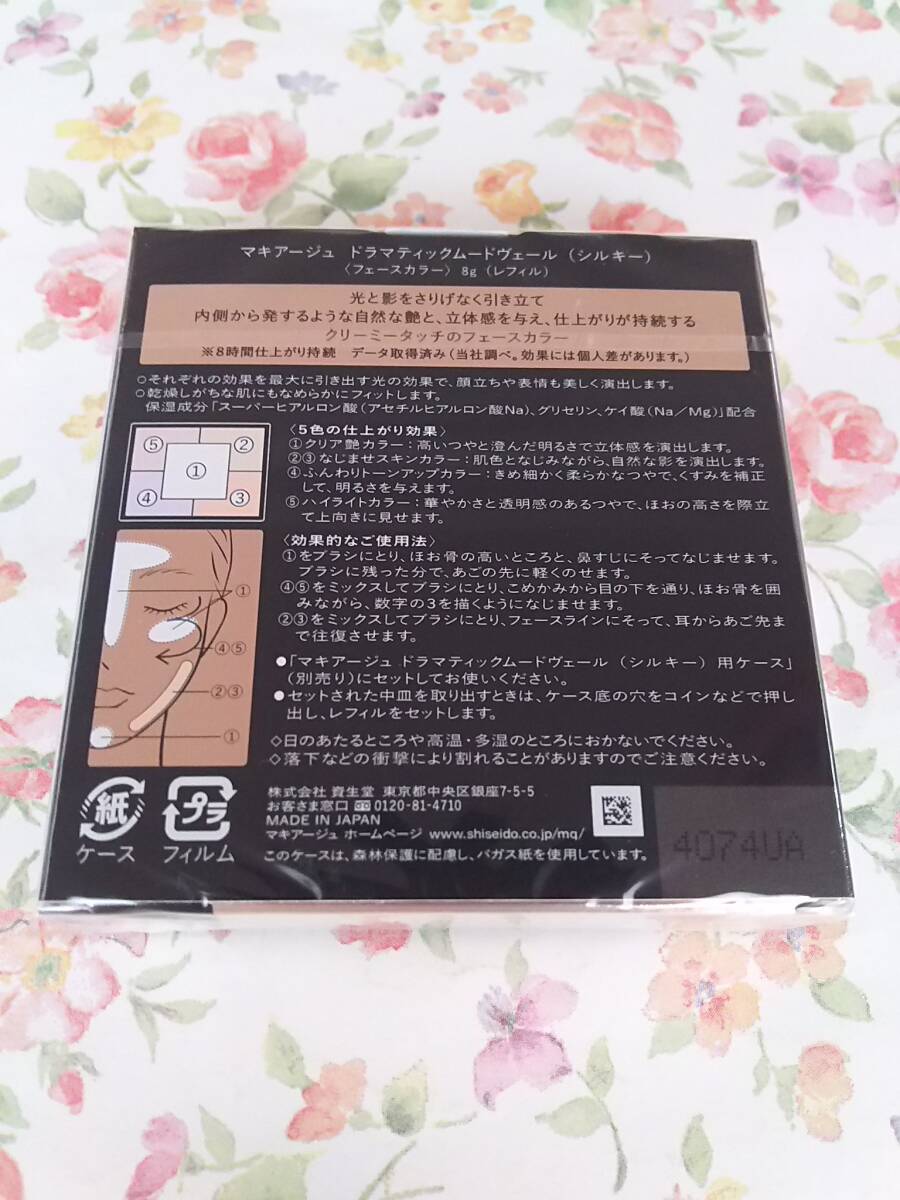 マキアージュ ドラマティックムードヴェール (シルキー)
〈フェースカラー〉 8g (レフィル)
光と影をさりげなく引き立て
内側から発するような自然な艶と、立体感を与え、仕上がりが持続する
クリーミータッチのフェースカラー
※8時間仕上がり持続 データ取得済み(当社調べ。効果には個人差があります。)
○それぞれの効果を最大に引き出す光の効果で、顔立ちや表情も美しく演出します。
○乾燥しがちな肌にもなめらかにフィットします。
保湿成分「スーパーヒアルロン酸(アセチルヒアルロン酸Na)、グリセリン、ケイ酸(Na/Mg)」配合
⑤ ② ① ④ ③
〈5色の仕上がり効果〉
①クリア艶カラー:高いつやと澄んだ明るさで立体感を演出します。
②③なじませスキンカラー:肌色となじみながら、自然な影を演出します。
④ふんわりトーンアップカラー:きめ細かく柔らかなつやで、くすみを補正
して、明るさを与えます。
⑤ハイライトカラー:華やかさと透明感のあるつやで、ほおの高さを際立
て上向きに見せます。
〈効果的なご使用法〉
①をブラシにとり、ほお骨の高いところと、鼻すじにそってなじませます。
ブラシに残った分で、あごの先に軽くのせます。
④⑤をミックスしてブラシにとり、こめかみから目の下を通り、ほお骨を囲
みながら、数字の3を描くようになじませます。
②③をミックスしてブラシにとり、フェースラインにそって、耳からあご先ま
で往復させます。
①
④⑤
②③
①
●「マキアージュ ドラマティックムードヴェール (シルキー) 用ケース」
(別売り)にセットしてお使いください。
●セットされた中皿を取り出すときは、ケース底の穴をコインなどで押し
出し、レフィルをセットします。
◇日のあたるところや高温・多湿のところにおかないでください。
◇落下などの衝撃により割れることがありますのでご注意ください。
紙 プラ
ケース フィルム
株式会社 資生堂 東京都中央区銀座7-5-5
お客さま窓口 0120-81-4710
MADE IN JAPAN
マキアージュ ホームページ www.shiseido.co.jp/mq/
このケースは、森林保護に配慮し、バガス紙を使用しています。
4074UA